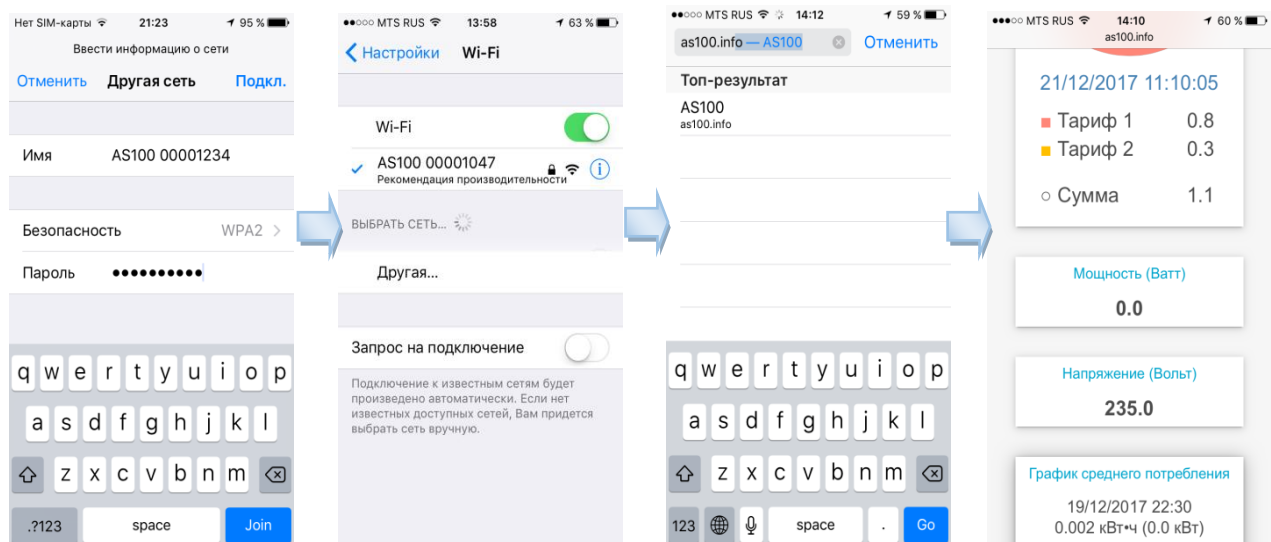 Нет SIM-карты 21:23 95 %
Ввести информацию о сети
Отменить Другая сеть Подкл.
Имя AS100 00001234
Безопасность WPA2 >
Пароль ●●●●●●●●●●
q w e r t y u i o p
a s d f g h j k l
z x c v b n m
.?123 space Join
MTS RUS 13:58 63 %
Настройки Wi-Fi
Wi-Fi
AS100 00001047
Рекомендация производительности
ВЫБРАТЬ СЕТЬ...
Другая...
Запрос на подключение
Подключение к известным сетям будет
произведено автоматически. Если нет
известных доступных сетей, Вам придется
выбрать сеть вручную.
MTS RUS 14:12 59 %
as100.info — AS100 Отменить
Топ-результат
AS100
as100.info
q w e r t y u i o p
a s d f g h j k l
z x c v b n m
123 space . Go
MTS RUS 14:10 60 %
as100.info
21/12/2017 11:10:05
Тариф 1 0.8
Тариф 2 0.3
Сумма 1.1
Мощность (Ватт)
0.0
Напряжение (Вольт)
235.0
График среднего потребления
19/12/2017 22:30
0.002 кВт•ч (0.0 кВт)